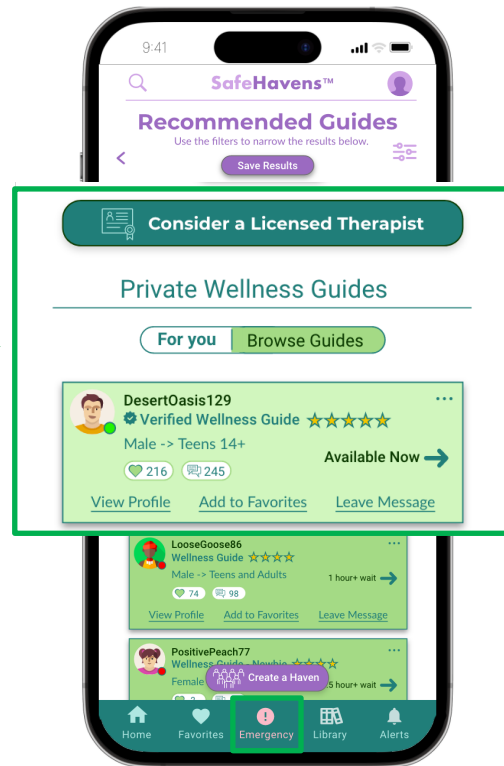 9:41
SafeHavens™
Recommended Guides
Use the filters to narrow the results below.
Save Results
Consider a Licensed Therapist
Private Wellness Guides
For you Browse Guides
DesertOasis129
Verified Wellness Guide
Male -> Teens 14+
216 245
Available Now
View Profile Add to Favorites Leave Message
LooseGoose86
Wellness Guide
Male -> Teens and Adults
1 hour+ wait
74 98
View Profile Add to Favorites Leave Message
PositivePeach77
Wellness Guide - Newbie
Female
Create a Haven
5 hour+ wait
Home Favorites Emergency Library Alerts